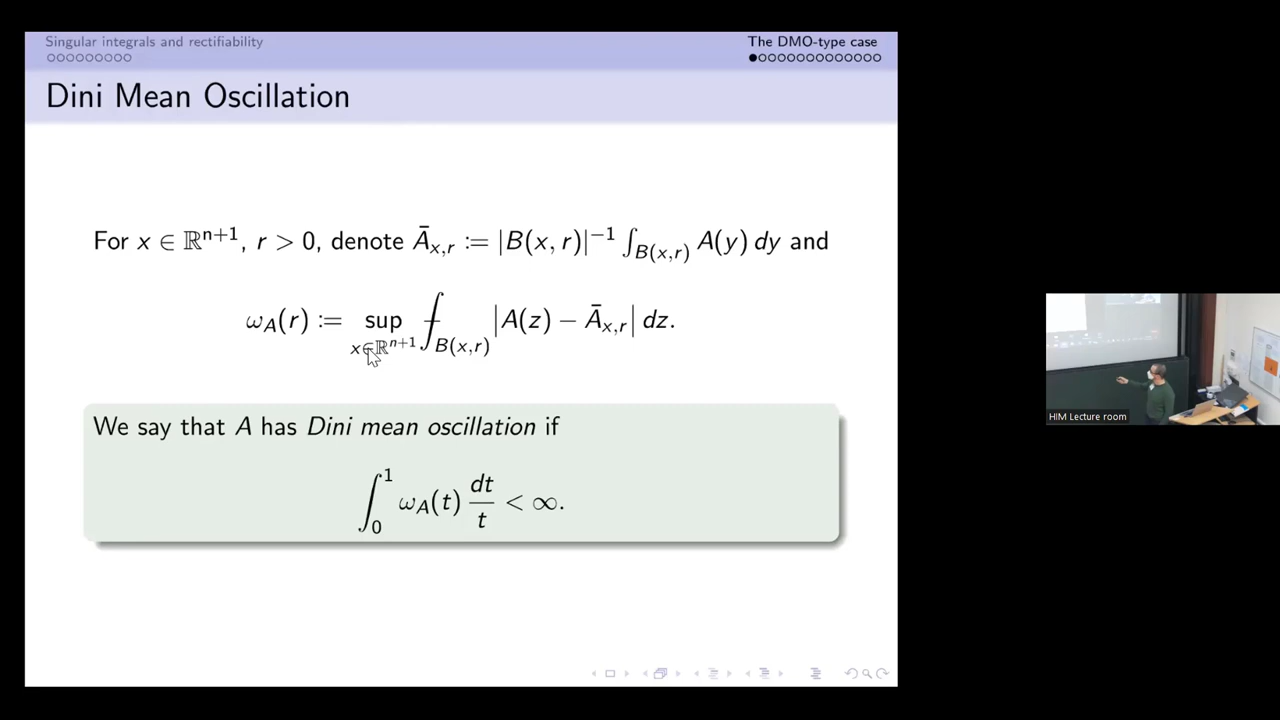 Singular integrals and rectifiability
The DMO-type case
Dini Mean Oscillation
For x ∈ ℝⁿ⁺¹, r > 0, denote Ā_{x,r} := |B(x, r)|⁻¹ ∫_{B(x,r)} A(y) dy and
ω_A(r) := sup_{x∈ℝⁿ⁺¹} ⨍_{B(x,r)} |A(z) − Ā_{x,r}| dz.
We say that A has Dini mean oscillation if
∫₀¹ ω_A(t) dt/t < ∞.
HIM Lecture room